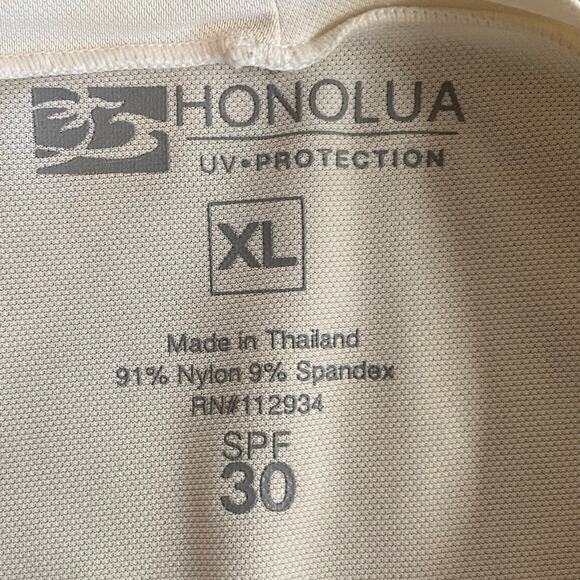 HONOLUA
UV•PROTECTION
XL
Made in Thailand
91% Nylon 9% Spandex
RN#112934
SPF
30